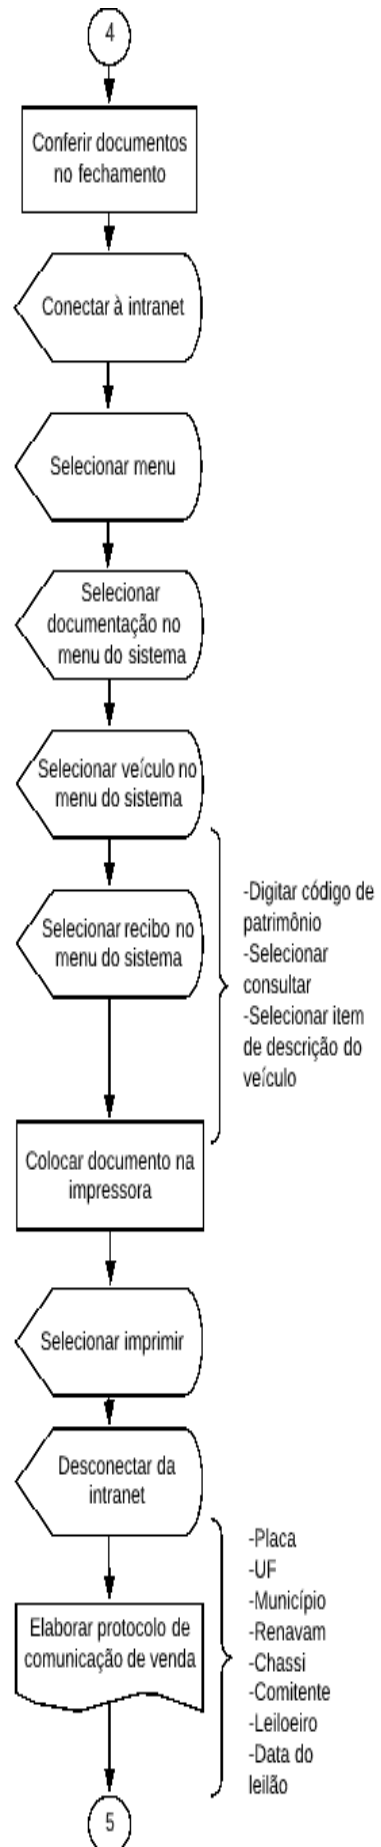 4
Conferir documentos
no fechamento
Conectar à intranet
Selecionar menu
Selecionar
documentação no
menu do sistema
Selecionar veículo no
menu do sistema
Selecionar recibo no
menu do sistema
-Digitar código de
patrimônio
-Selecionar
consultar
-Selecionar item
de descrição do
veículo
Colocar documento na
impressora
Selecionar imprimir
Desconectar da
intranet
Elaborar protocolo de
comunicação de venda
-Placa
-UF
-Município
-Renavam
-Chassi
-Comitente
-Leiloeiro
-Data do
leilão
5